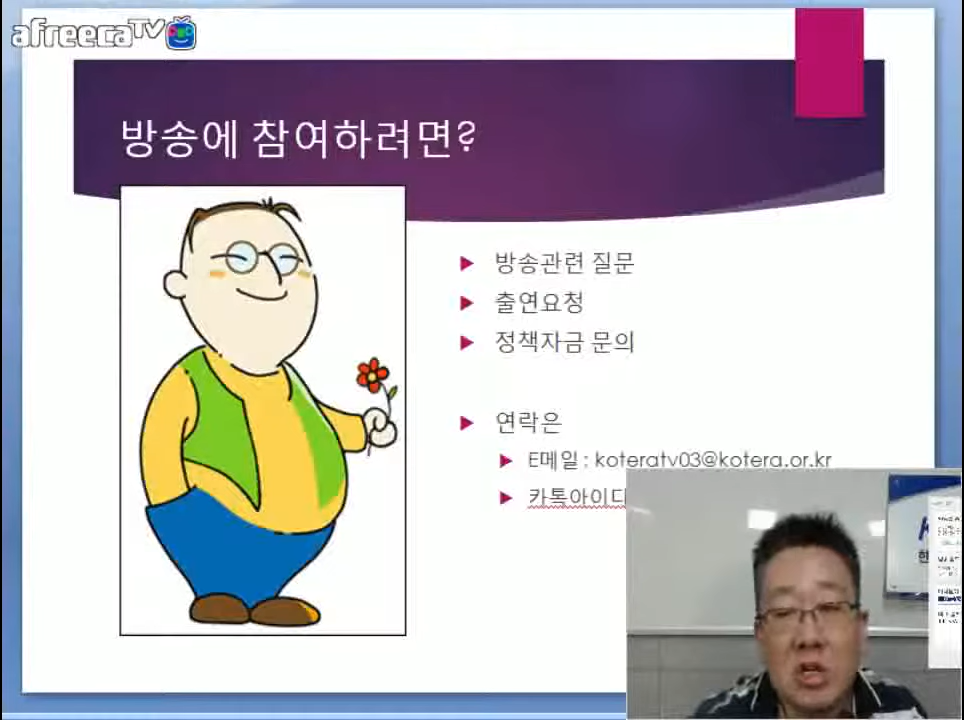 afreecaTV
방송에 참여하려면?
방송관련 질문
출연요청
정책자금 문의
연락은
E메일 : koteratv03@kotera.or.kr
카톡아이디